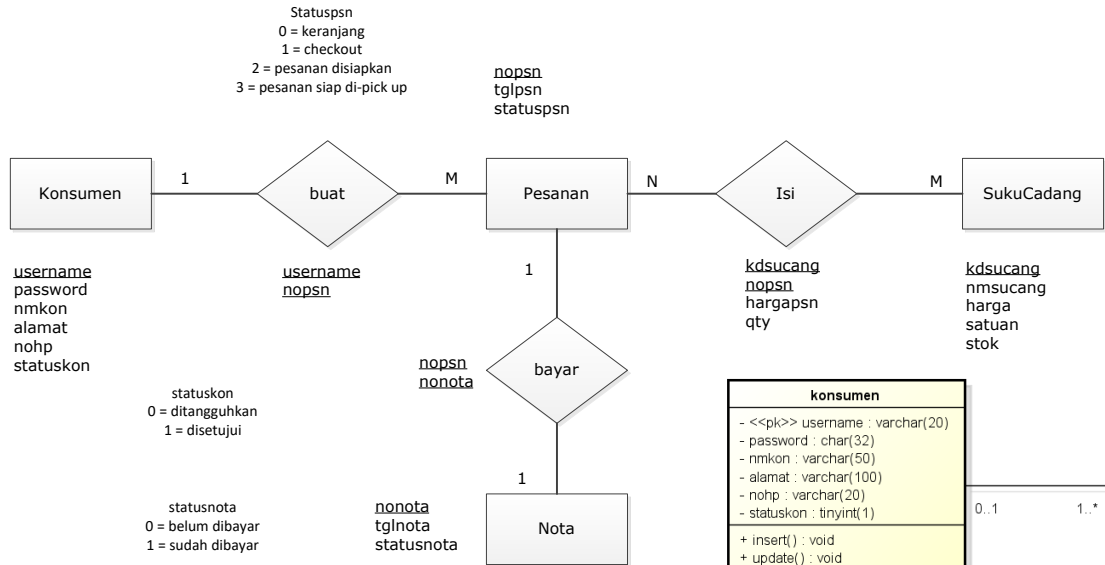 Statuspsn
0 = keranjang
1 = checkout
2 = pesanan disiapkan
3 = pesanan siap di-pick up
nopsn
tglpsn
statuspsn
Konsumen
1
buat
M
Pesanan
N
Isi
M
SukuCadang
username
password
nmkon
alamat
nohp
statuskon
username
nopsn
1
kdsucang
nopsn
hargapsn
qty
kdsucang
nmsucang
harga
satuan
stok
nopsn
nonota
bayar
statuskon
0 = ditangguhkan
1 = disetujui
1
statusnota
0 = belum dibayar
1 = sudah dibayar
nonota
tglnota
statusnota
Nota
konsumen
- <<pk>> username : varchar(20)
- password : char(32)
- nmkon : varchar(50)
- alamat : varchar(100)
- nohp : varchar(20)
- statuskon : tinyint(1)
+ insert() : void
+ update() : void
0..1
1..*